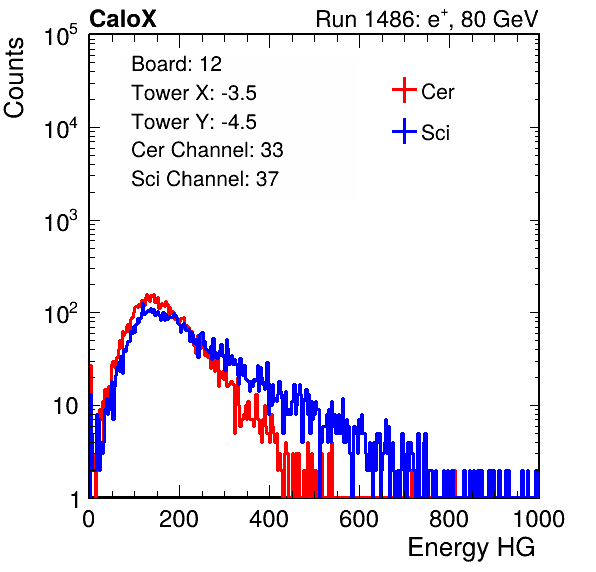 CaloX Run 1486: e⁺, 80 GeV
Counts
10⁵
10⁴
10³
10²
10
1
Board: 12
Tower X: -3.5
Tower Y: -4.5
Cer Channel: 33
Sci Channel: 37
Cer
Sci
0 200 400 600 800 1000
Energy HG